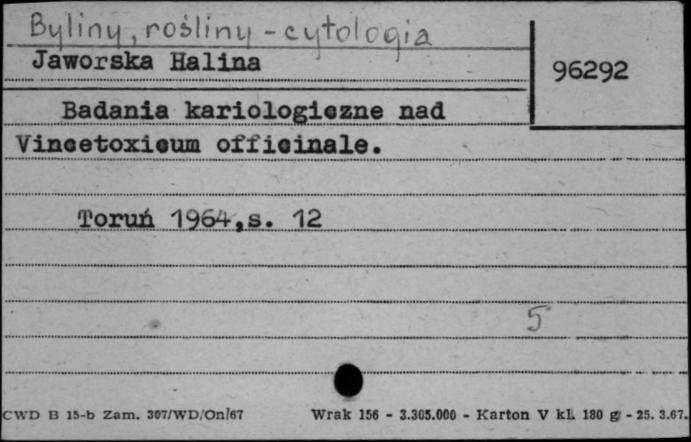 Byliny, rośliny - cytologia
Jaworska Halina
96292
Badania kariologiczne nad
Vincetoxicum officinale.
Toruń 1964,s. 12
5
CWD B 15-b Zam. 307/WD/On/67 Wrak 156 - 3.305.000 - Karton V kl. 180 g - 25. 3.67.